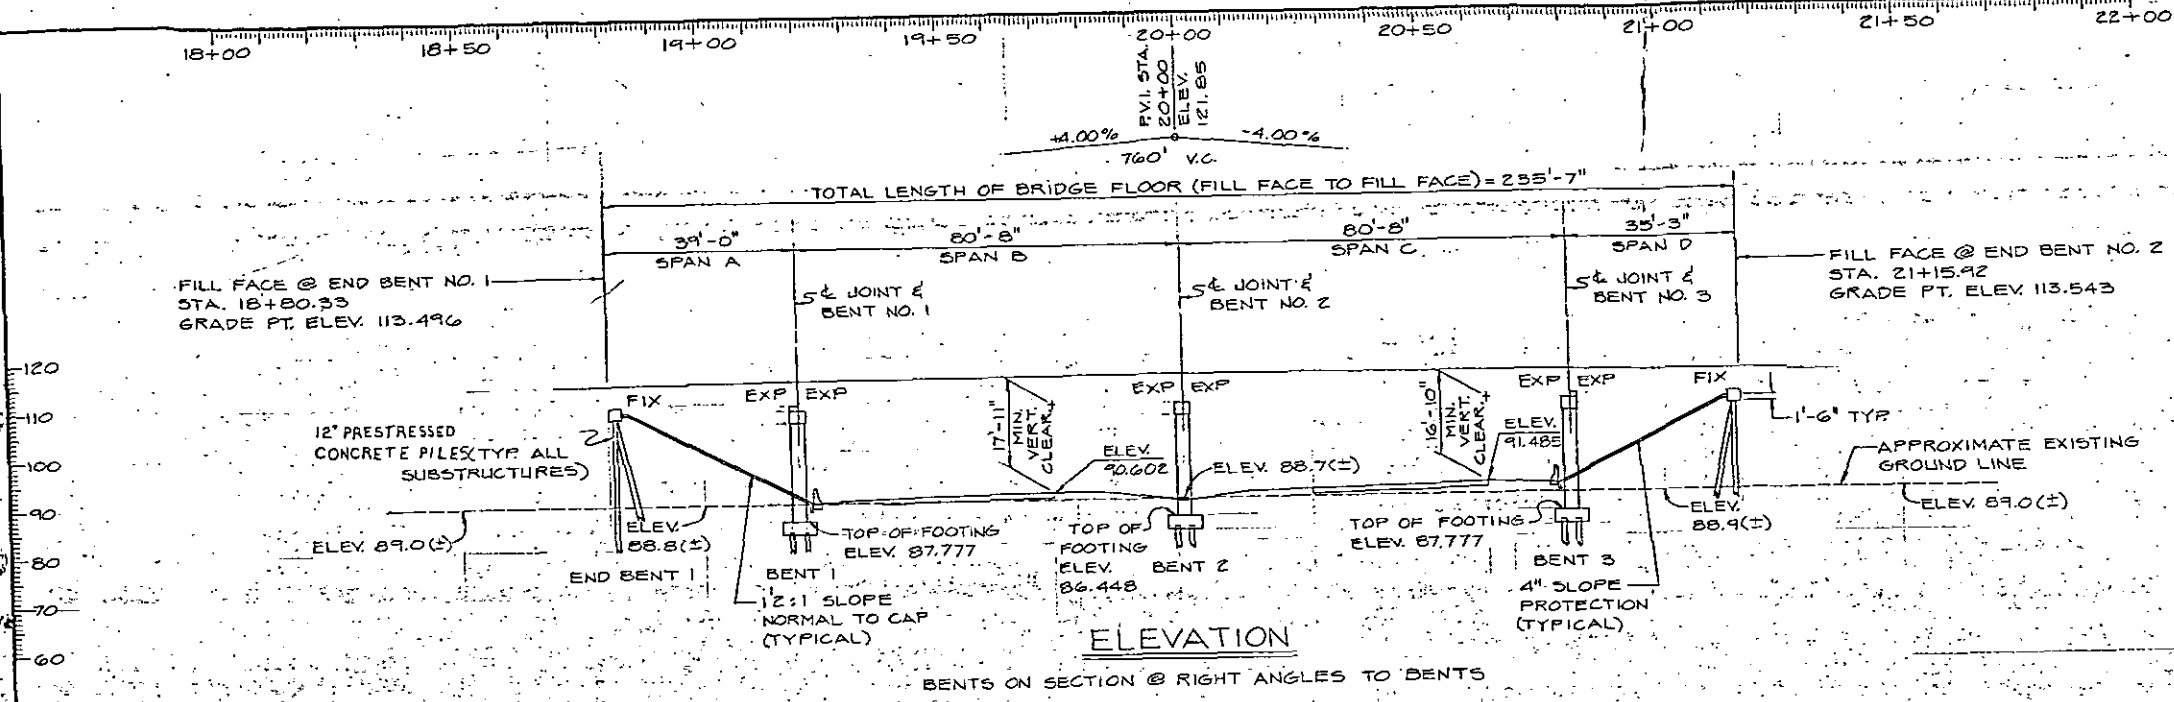 18+00
18+50
19+00
19+50
20+00
20+50
21+00
21+50
22+00
P.V.I. STA.
20+00
ELEV.
121.85
+4.00%
-4.00%
760' V.C.
TOTAL LENGTH OF BRIDGE FLOOR (FILL FACE TO FILL FACE) = 235'-7"
39'-0"
SPAN A
80'-8"
SPAN B
80'-8"
SPAN C
35'-3"
SPAN D
FILL FACE @ END BENT NO. 1
STA. 18+80.33
GRADE PT. ELEV. 113.496
℄ JOINT &
BENT NO. 1
℄ JOINT &
BENT NO. 2
℄ JOINT &
BENT NO. 3
FILL FACE @ END BENT NO. 2
STA. 21+15.92
GRADE PT. ELEV. 113.543
120
110
100
90
80
70
60
FIX
EXP
EXP
EXP
EXP
EXP
EXP
FIX
12" PRESTRESSED
CONCRETE PILES (TYP. ALL
SUBSTRUCTURES)
17'-11"
MIN.
VERT.
CLEAR.
ELEV.
90.602
ELEV. 88.7(±)
16'-10"
MIN.
VERT.
CLEAR.
ELEV.
91.485
1'-6" TYP.
APPROXIMATE EXISTING
GROUND LINE
ELEV. 89.0(±)
ELEV.
88.8(±)
TOP OF FOOTING
ELEV. 87.777
TOP OF
FOOTING
ELEV.
86.448
TOP OF FOOTING
ELEV. 87.777
ELEV.
88.9(±)
ELEV. 89.0(±)
END BENT 1
BENT 1
BENT 2
BENT 3
12:1 SLOPE
NORMAL TO CAP
(TYPICAL)
4" SLOPE
PROTECTION
(TYPICAL)
ELEVATION
BENTS ON SECTION @ RIGHT ANGLES TO BENTS